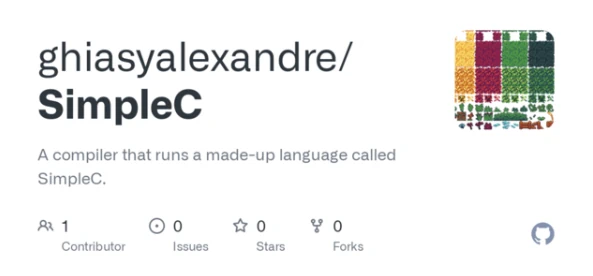 ghiasyalexandre/
SimpleC
A compiler that runs a made-up language called
SimpleC.
1 0 0 0
Contributor Issues Stars Forks